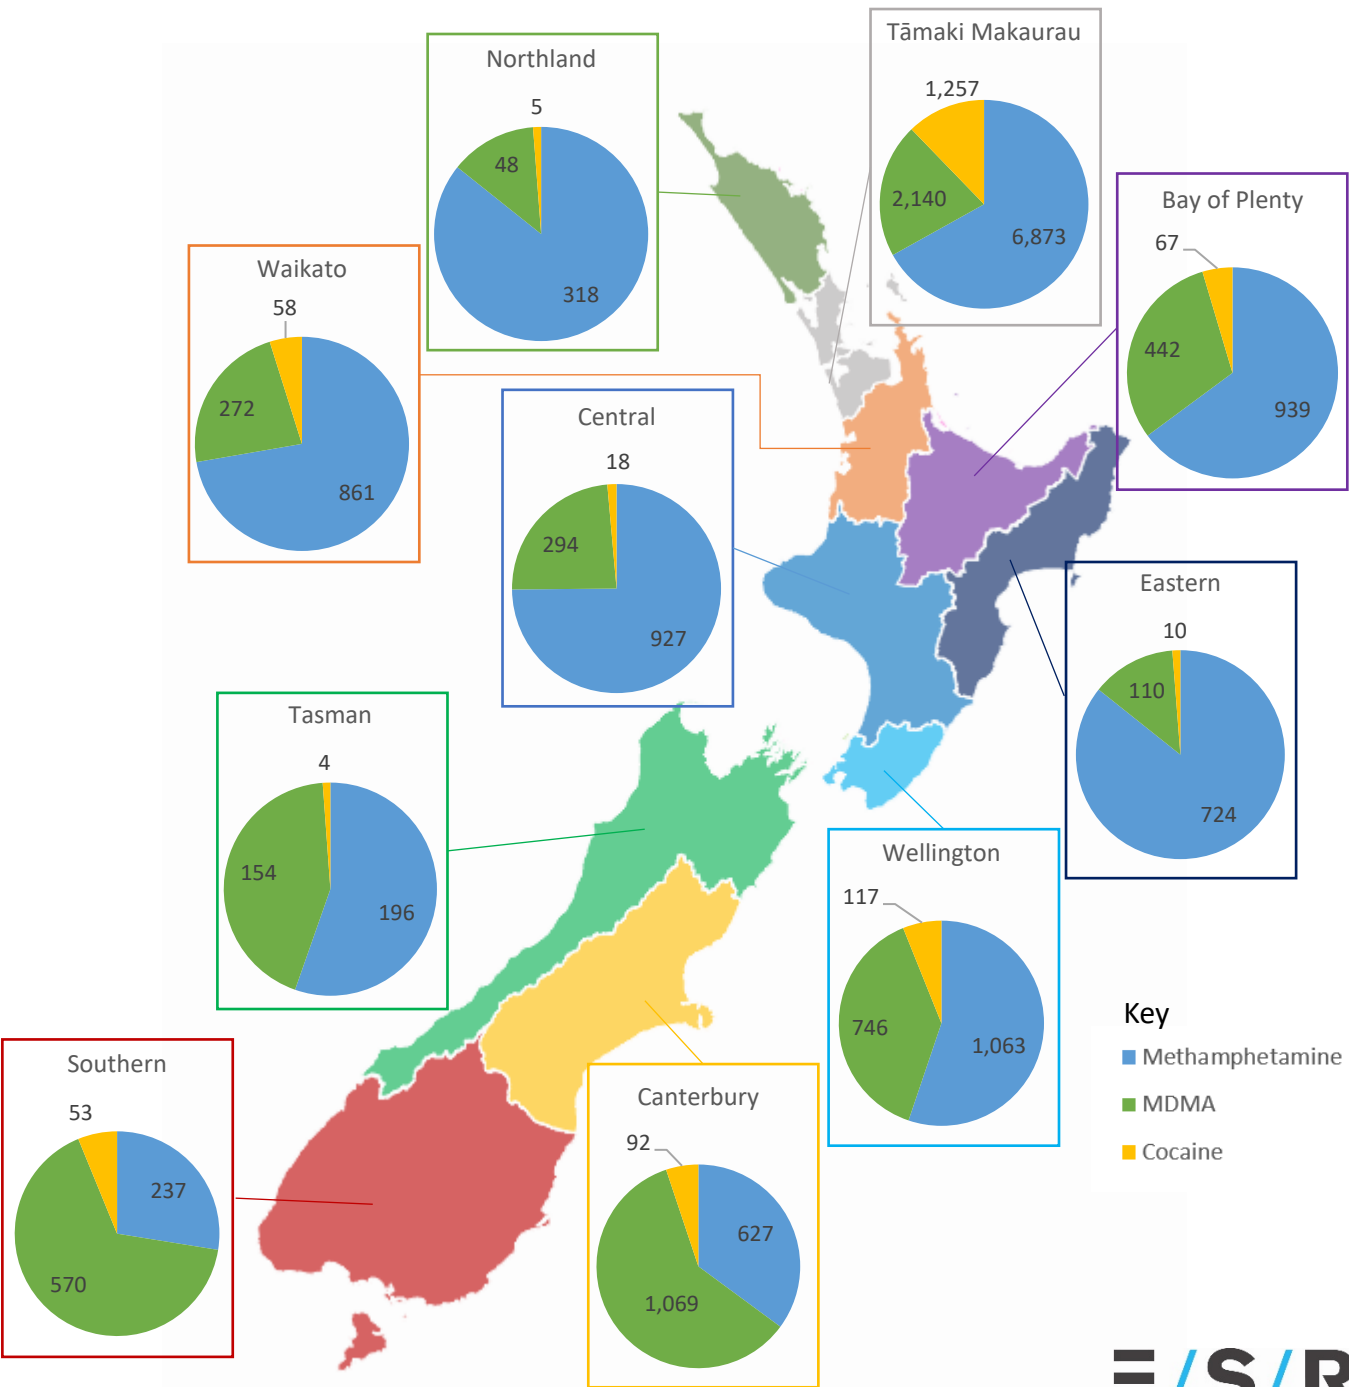 Northland
5
48
318
Tāmaki Makaurau
1,257
2,140
6,873
Bay of Plenty
67
442
939
Waikato
58
272
861
Central
18
294
927
Eastern
10
110
724
Tasman
4
154
196
Wellington
117
746
1,063
Southern
53
237
570
Canterbury
92
627
1,069
Key
Methamphetamine
MDMA
Cocaine
E/S/R